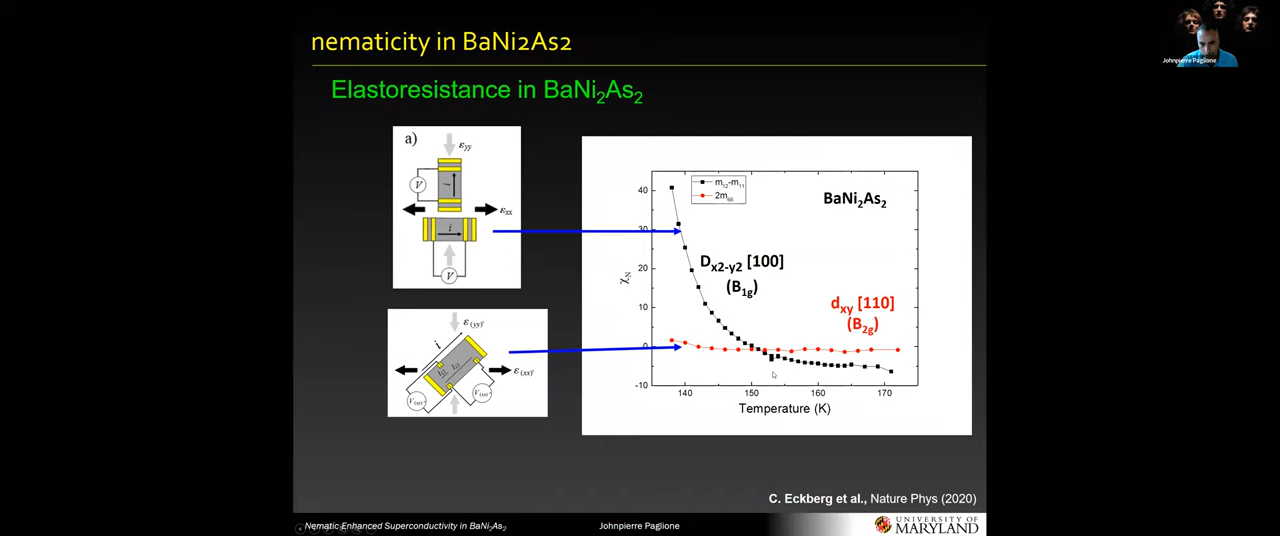 nematicity in BaNi2As2
Johnpierre Paglione
Elastoresistance in BaNi₂As₂
a)
εyy
V
i
εxx
i
V
ε(yy)'
i
ε(xx)'
χN
40
30
20
10
0
-10
m₁₂-m₁₁
2m₆₆
BaNi₂As₂
Dx2-y2 [100]
(B1g)
dxy [110]
(B2g)
140
150
160
170
Temperature (K)
C. Eckberg et al., Nature Phys (2020)
Nematic Enhanced Superconductivity in BaNi₂As₂
Johnpierre Paglione
UNIVERSITY OF
MARYLAND